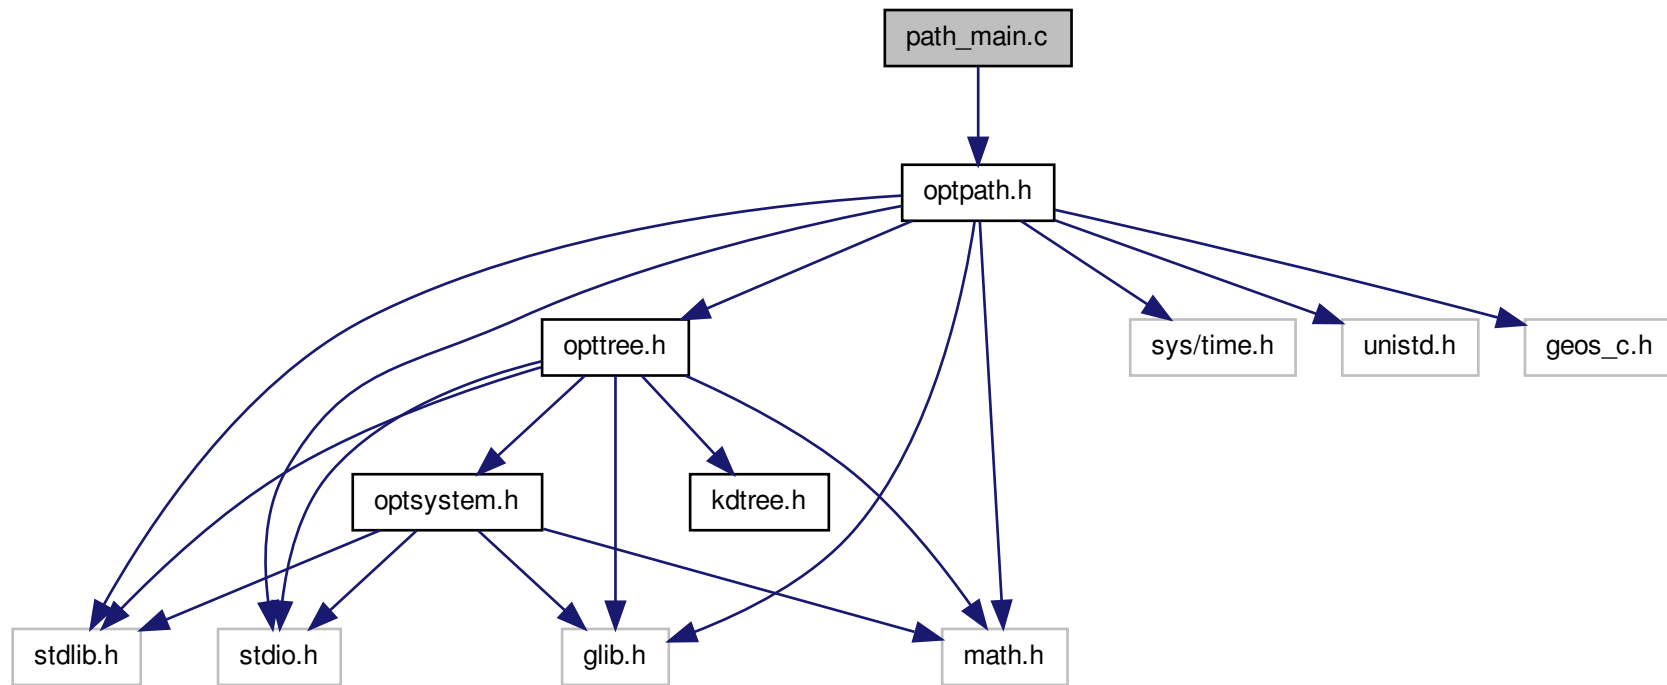 path_main.c
optpath.h
opttree.h
sys/time.h
unistd.h
geos_c.h
optsystem.h
kdtree.h
stdlib.h
stdio.h
glib.h
math.h